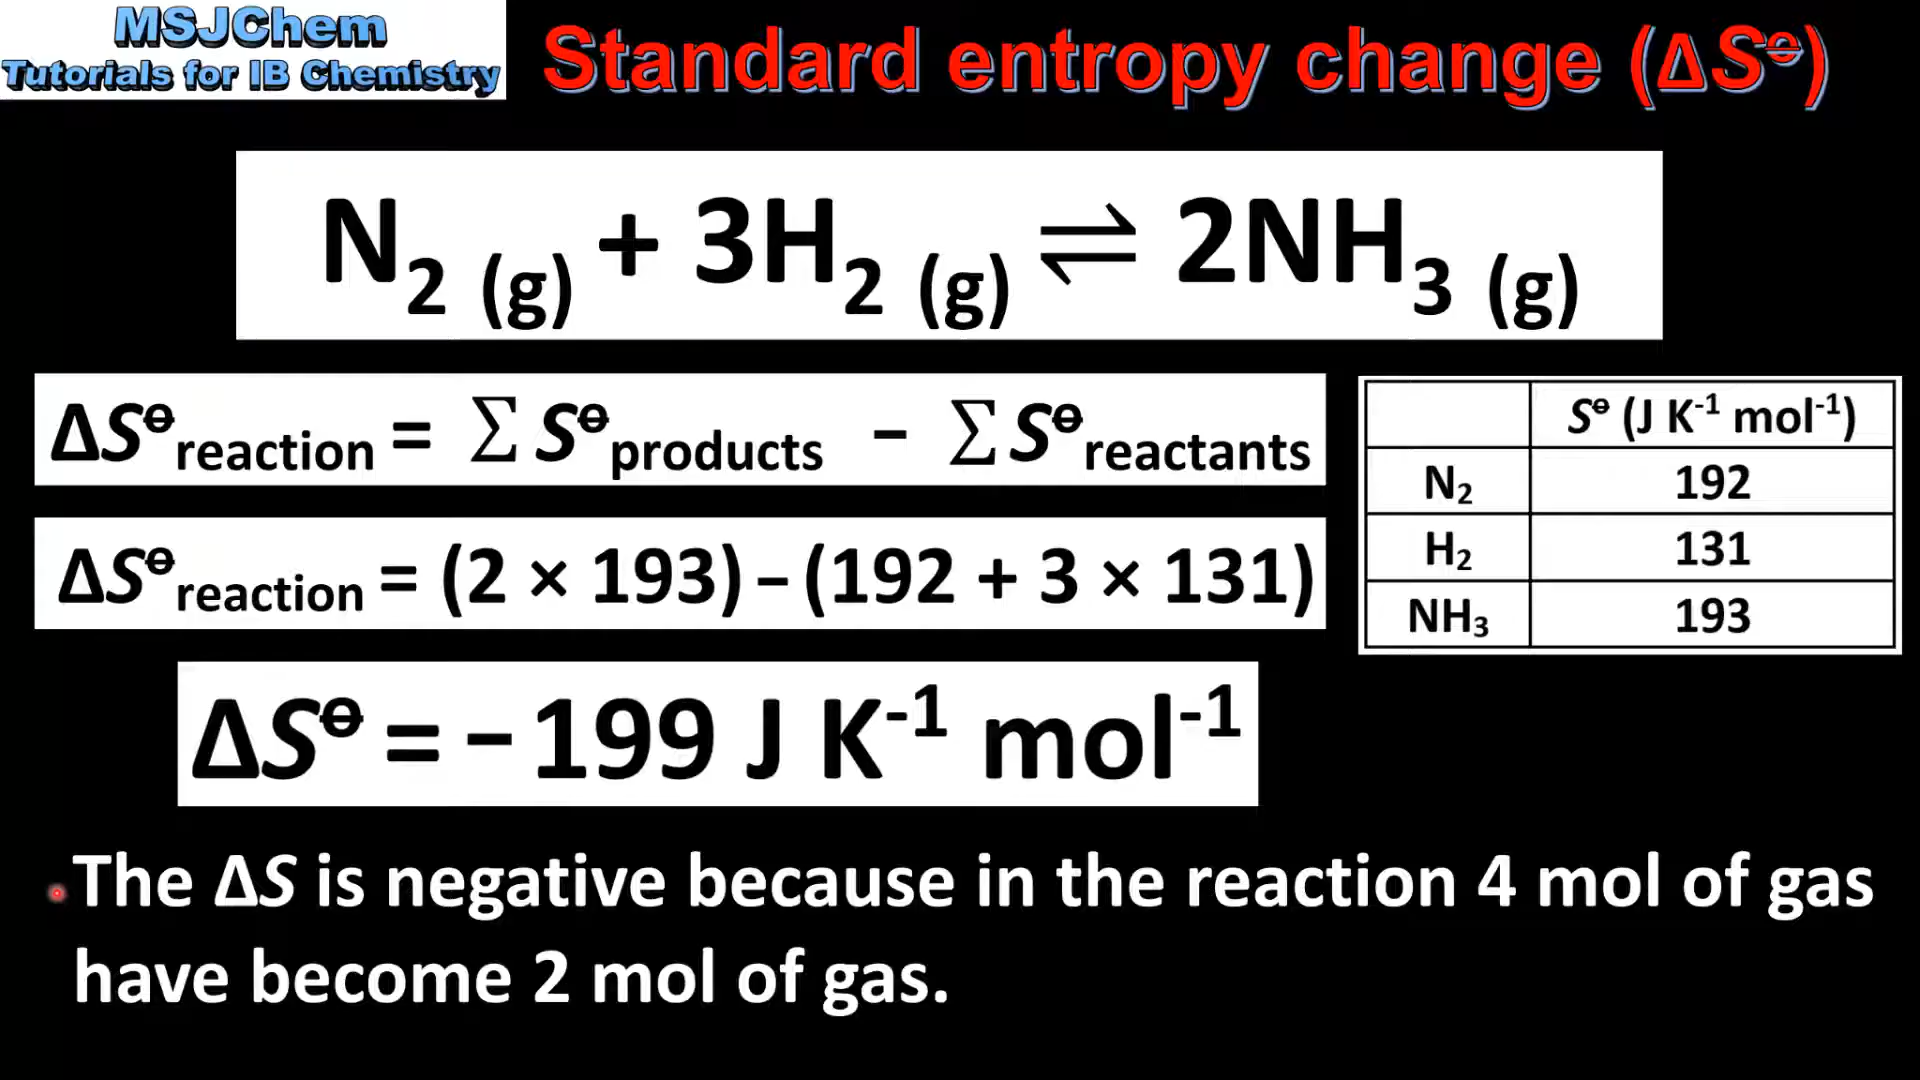 MSJChem
Tutorials for IB Chemistry
Standard entropy change (ΔS⦵)
N₂ (g) + 3H₂ (g) ⇌ 2NH₃ (g)
ΔS⦵reaction = ∑ S⦵products – ∑ S⦵reactants
ΔS⦵reaction = (2 × 193) – (192 + 3 × 131)
S⦵ (J K⁻¹ mol⁻¹)
N₂ 192
H₂ 131
NH₃ 193
ΔS⦵ = – 199 J K⁻¹ mol⁻¹
The ΔS is negative because in the reaction 4 mol of gas
have become 2 mol of gas.